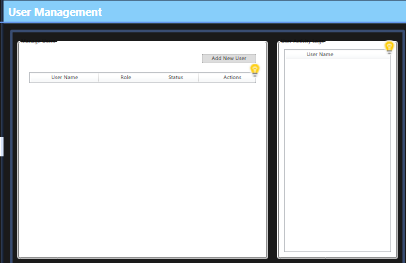 User Management
Add New User
User Name Role Status Actions
User Name